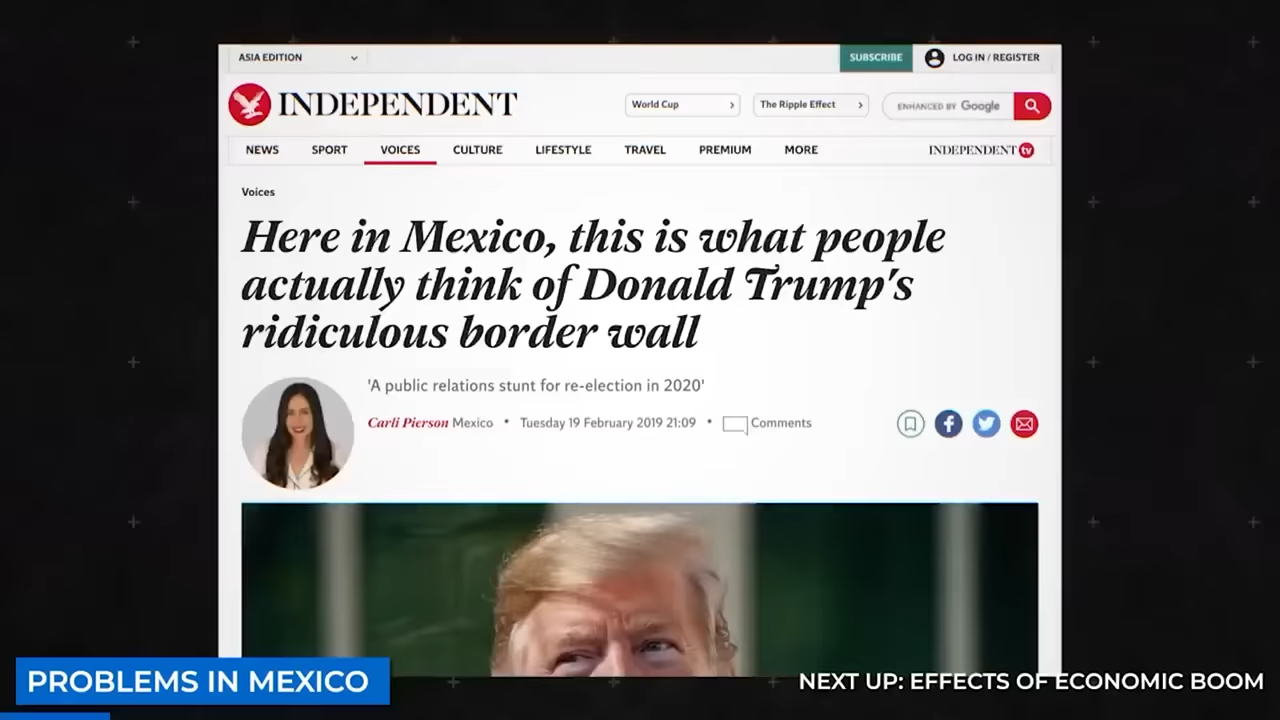 ASIA EDITION
SUBSCRIBE
LOG IN / REGISTER
INDEPENDENT
World Cup
The Ripple Effect
ENHANCED BY Google
NEWS SPORT VOICES CULTURE LIFESTYLE TRAVEL PREMIUM MORE INDEPENDENT tv
Voices
Here in Mexico, this is what people
actually think of Donald Trump's
ridiculous border wall
'A public relations stunt for re-election in 2020'
Carli Pierson Mexico • Tuesday 19 February 2019 21:09 • Comments
PROBLEMS IN MEXICO
NEXT UP: EFFECTS OF ECONOMIC BOOM